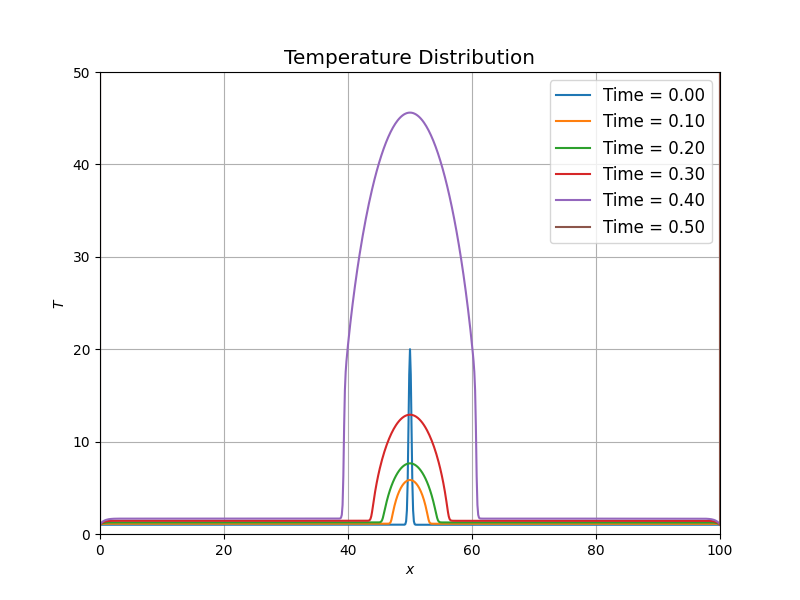 Temperature Distribution
50
40
30
20
10
0
T
Time = 0.00
Time = 0.10
Time = 0.20
Time = 0.30
Time = 0.40
Time = 0.50
0 20 40 60 80 100
x